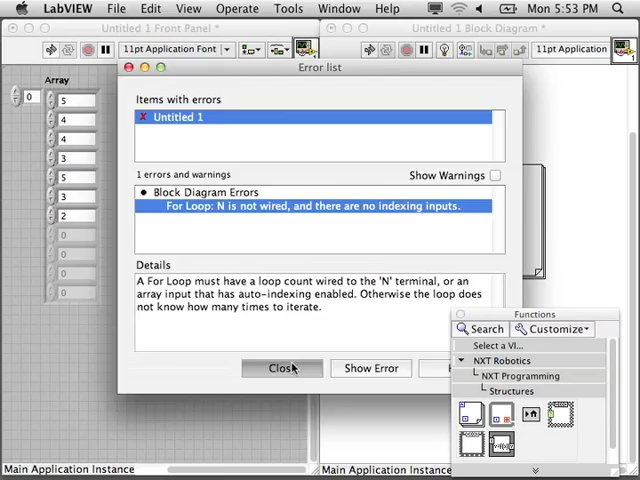 LabVIEW File Edit View Operate Tools Window Mon 5:53 PM
Untitled 1 Front Panel *
Untitled 1 Block Diagram *
11pt Application Font
11pt Application
Error list
Array
0
5
4
4
3
5
3
2
0
0
0
Items with errors
Untitled 1
1 errors and warnings
Show Warnings
Block Diagram Errors
For Loop: N is not wired, and there are no indexing inputs.
Details
A For Loop must have a loop count wired to the 'N' terminal, or an
array input that has auto-indexing enabled. Otherwise the loop does
not know how many times to iterate.
Show Error
Functions
Search Customize
Select a VI...
NXT Robotics
NXT Programming
Structures
Main Application Instance
Main Application Instance